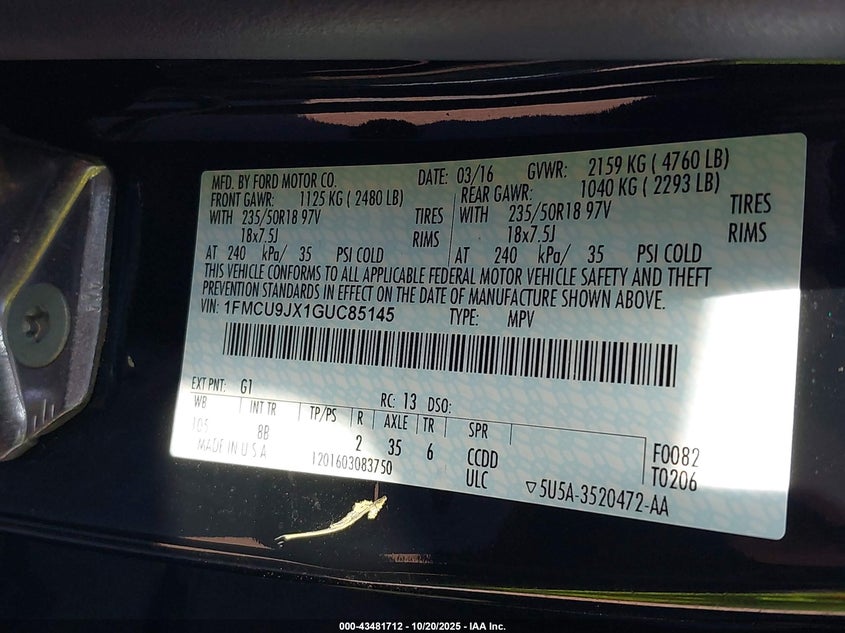 MFD. BY FORD MOTOR CO. DATE: 03/16 GVWR: 2159 KG ( 4760 LB)
FRONT GAWR: 1125 KG ( 2480 LB) REAR GAWR: 1040 KG ( 2293 LB)
WITH 235/50R18 97V TIRES WITH 235/50R18 97V TIRES
18x7.5J RIMS 18x7.5J RIMS
AT 240 kPa/ 35 PSI COLD AT 240 kPa/ 35 PSI COLD
THIS VEHICLE CONFORMS TO ALL APPLICABLE FEDERAL MOTOR VEHICLE SAFETY AND THEFT
PREVENTION STANDARDS IN EFFECT ON THE DATE OF MANUFACTURE SHOWN ABOVE.
VIN: 1FMCU9JX1GUC85145 TYPE: MPV
EXT PNT: G1 RC: 13 DSO:
WB INT TR TP/PS R AXLE TR SPR
105 8B 2 35 6 CCDD F0082
MADE IN U S A 1201603083750 ULC T0206
▽5U5A-3520472-AA
000-43481712 - 10/20/2025 - IAA Inc.